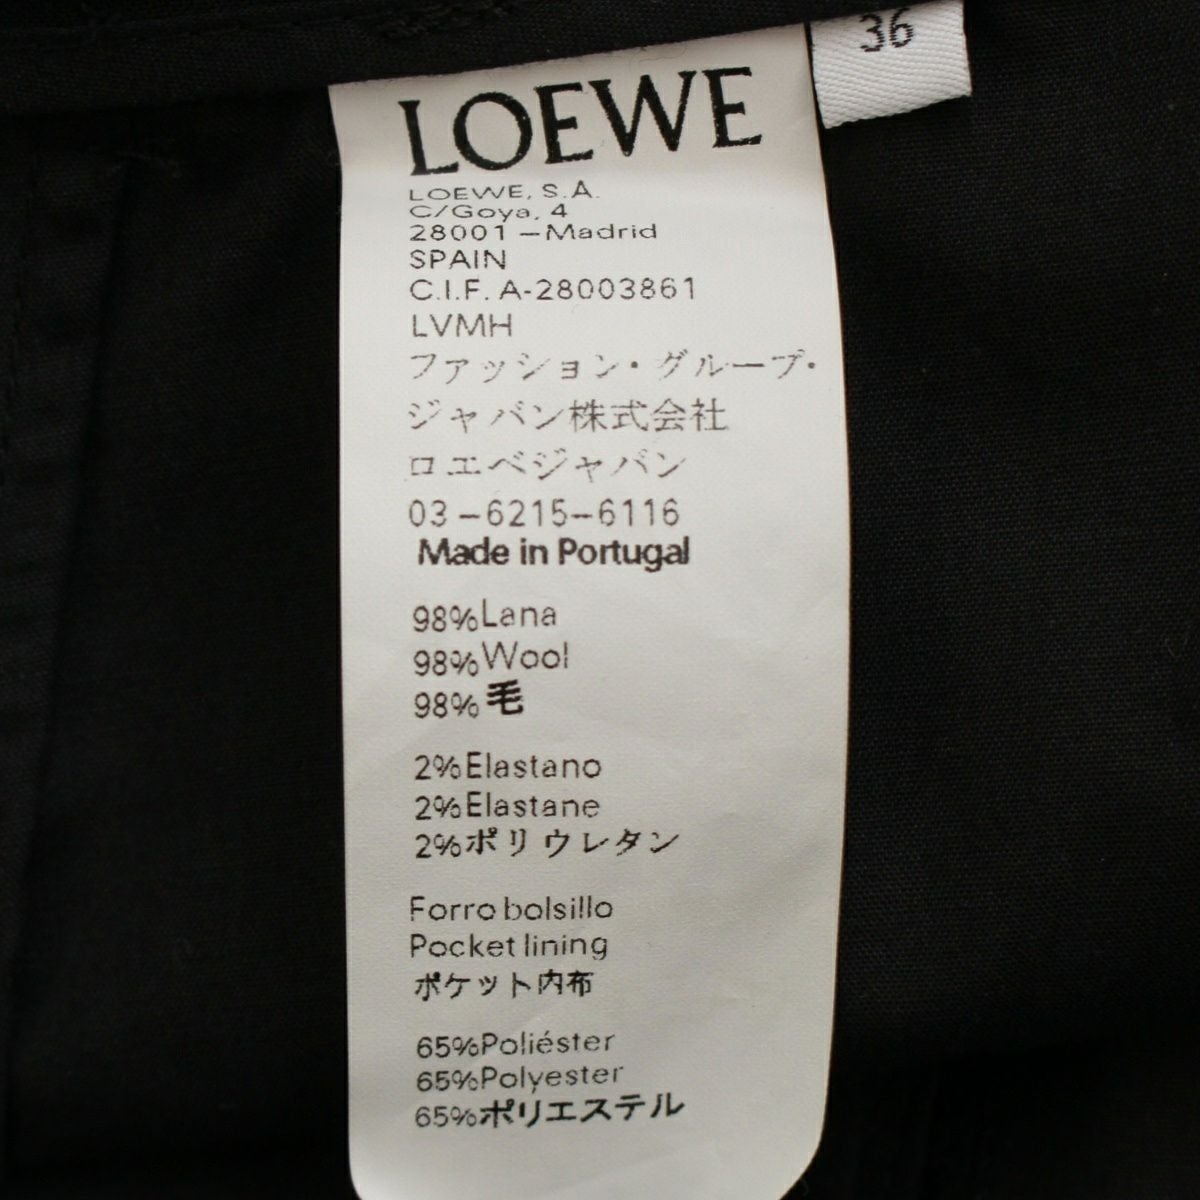 36
LOEWE
LOEWE, S.A.
C/Goya, 4
28001 –Madrid
SPAIN
C.I.F. A-28003861
LVMH
ファッション・グループ・
ジャパン株式会社
ロエベジャパン
03–6215–6116
Made in Portugal
98%Lana
98%Wool
98%毛
2%Elastano
2%Elastane
2%ポリウレタン
Forro bolsillo
Pocket lining
ポケット内布
65%Poliéster
65%Polyester
65%ポリエステル